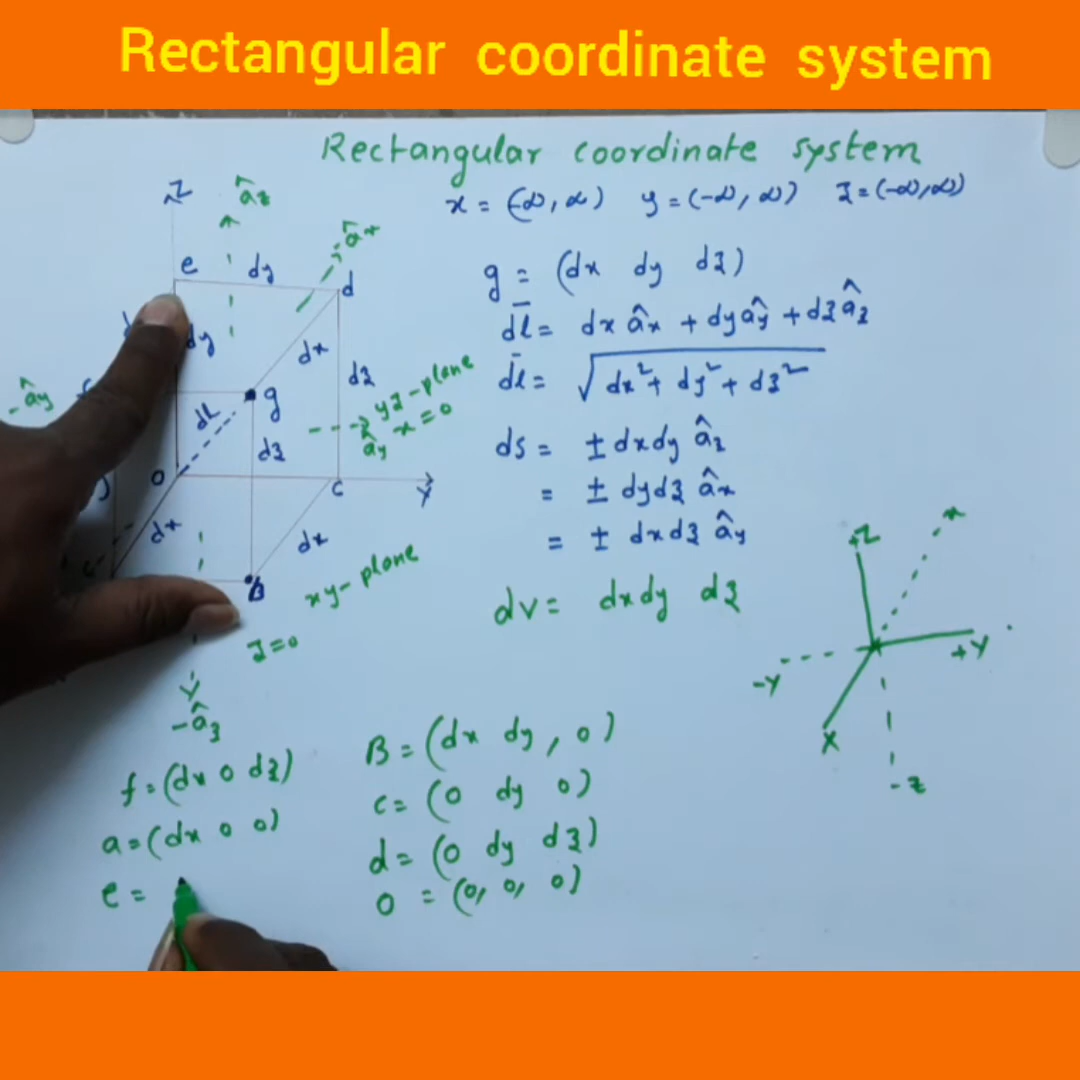 Rectangular coordinate system
Rectangular coordinate system
x = (-∞, ∞) y = (-∞, ∞) z = (-∞, ∞)
Z
âz
âx
e
dy
d
g = (dx dy dz)
dl = dx âx + dy ây + dz âz
dl = √dx² + dy² + dz²
dy
dx
dz
yz-plane
x = 0
-ây
dl
g
dz
ây
O
c
Y
dx
dx
ds = ± dxdy âz
= ± dydz âx
= ± dxdz ây
B
xy-plane
z = 0
dv = dxdy dz
-âz
+Z
-x
-Y
+Y
X
-Z
f = (dx 0 dz)
a = (dx 0 0)
e =
B = (dx dy, 0)
c = (0 dy 0)
d = (0 dy dz)
0 = (0, 0, 0)